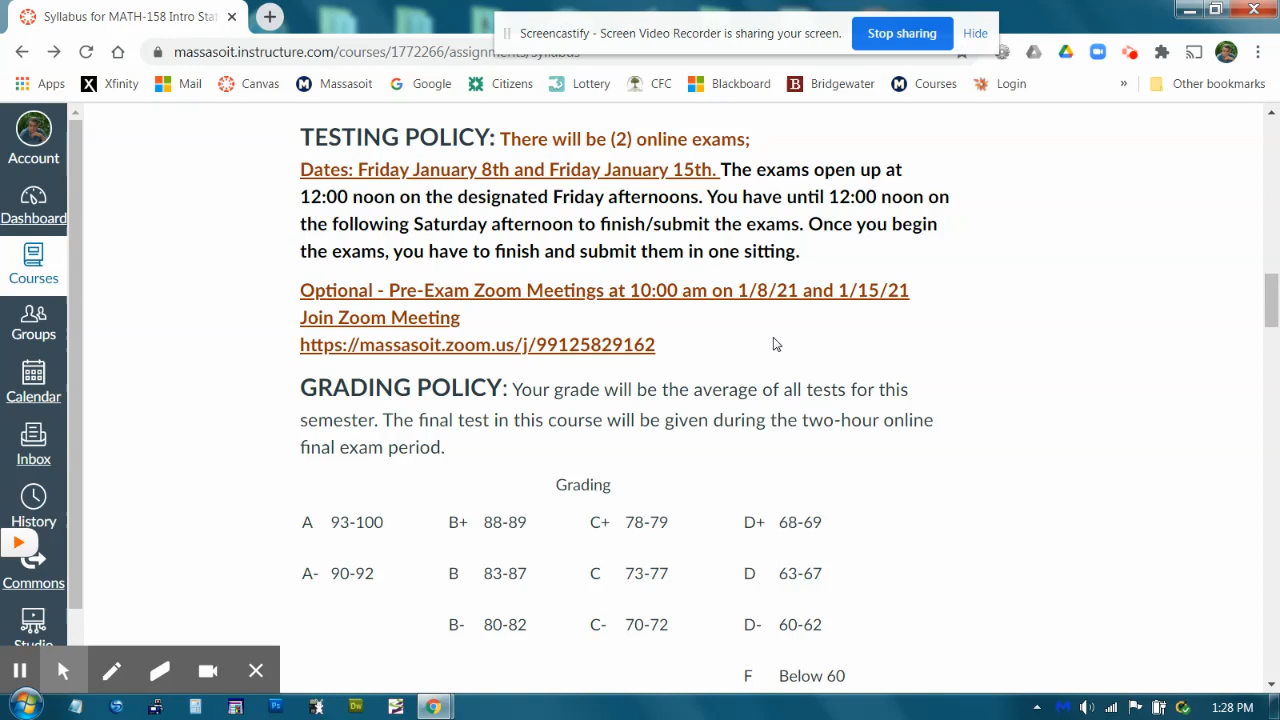 Syllabus for MATH-158 Intro Stat
Screencastify - Screen Video Recorder is sharing your screen.
Stop sharing
Hide
massasoit.instructure.com/courses/1772266/assignments/syllabus
Apps
Xfinity
Mail
Canvas
Massasoit
Google
Citizens
Lottery
CFC
Blackboard
Bridgewater
Courses
Login
»
Other bookmarks
Account
Dashboard
Courses
Groups
Calendar
Inbox
History
Commons
Studio
TESTING POLICY: There will be (2) online exams;
Dates: Friday January 8th and Friday January 15th. The exams open up at
12:00 noon on the designated Friday afternoons. You have until 12:00 noon on
the following Saturday afternoon to finish/submit the exams. Once you begin
the exams, you have to finish and submit them in one sitting.
Optional - Pre-Exam Zoom Meetings at 10:00 am on 1/8/21 and 1/15/21
Join Zoom Meeting
https://massasoit.zoom.us/j/99125829162
GRADING POLICY: Your grade will be the average of all tests for this
semester. The final test in this course will be given during the two-hour online
final exam period.
Grading
A 93-100 B+ 88-89 C+ 78-79 D+ 68-69
A- 90-92 B 83-87 C 73-77 D 63-67
B- 80-82 C- 70-72 D- 60-62
F Below 60
1:28 PM